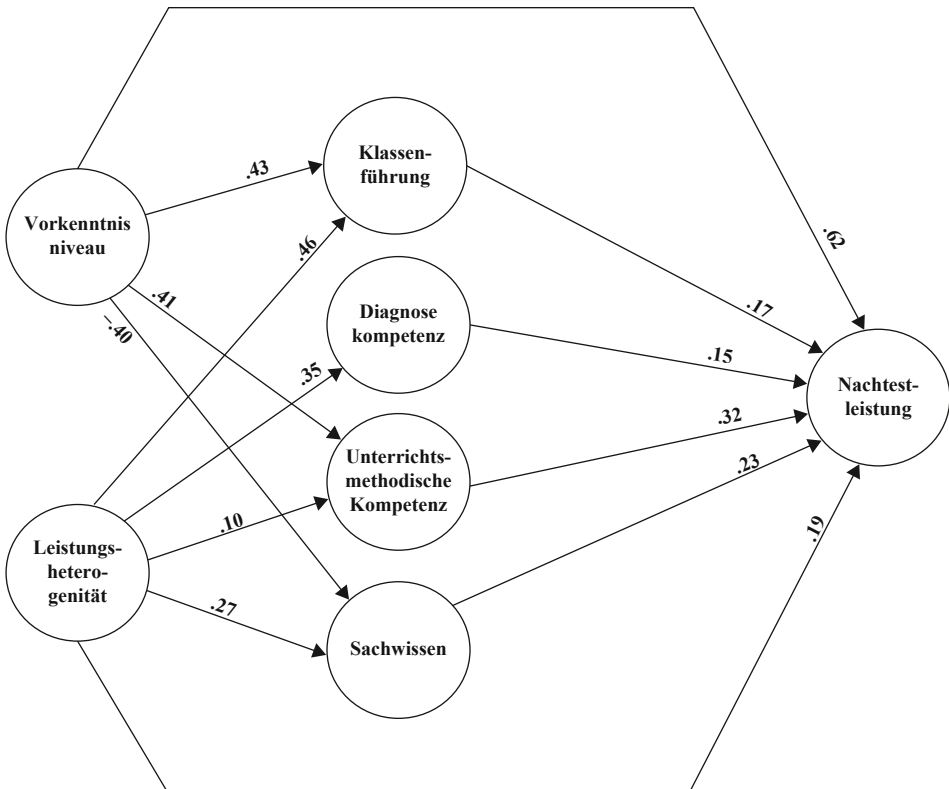 Klassen-
führung
.43
Vorkenntnis
niveau
.46
.62
.41
Diagnose
kompetenz
–.40
.17
.15
.35
Nachtest-
leistung
.32
Unterrichts-
methodische
Kompetenz
.23
.10
.19
Leistungs-
hetero-
genität
.27
Sachwissen